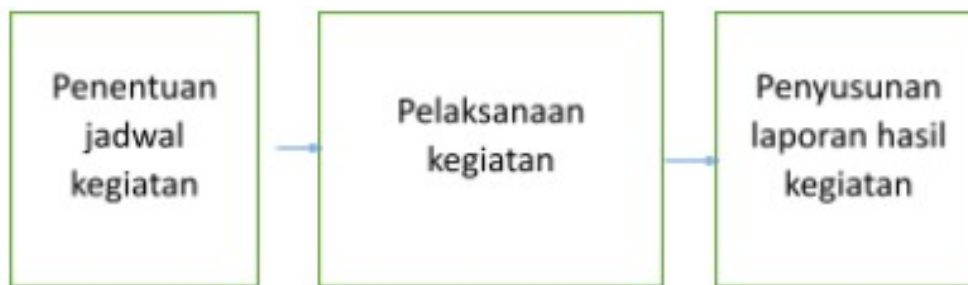 Penentuan
jadwal
kegiatan
Pelaksanaan
kegiatan
Penyusunan
laporan hasil
kegiatan